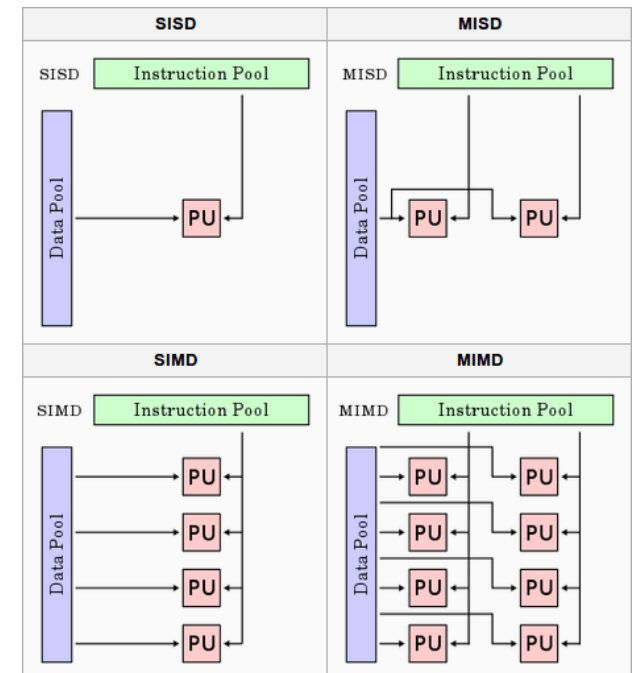 SISD MISD
SISD Instruction Pool
Data Pool
PU
MISD Instruction Pool
Data Pool
PU PU
SIMD MIMD
SIMD Instruction Pool
Data Pool
PU
PU
PU
PU
MIMD Instruction Pool
Data Pool
PU PU
PU PU
PU PU
PU PU